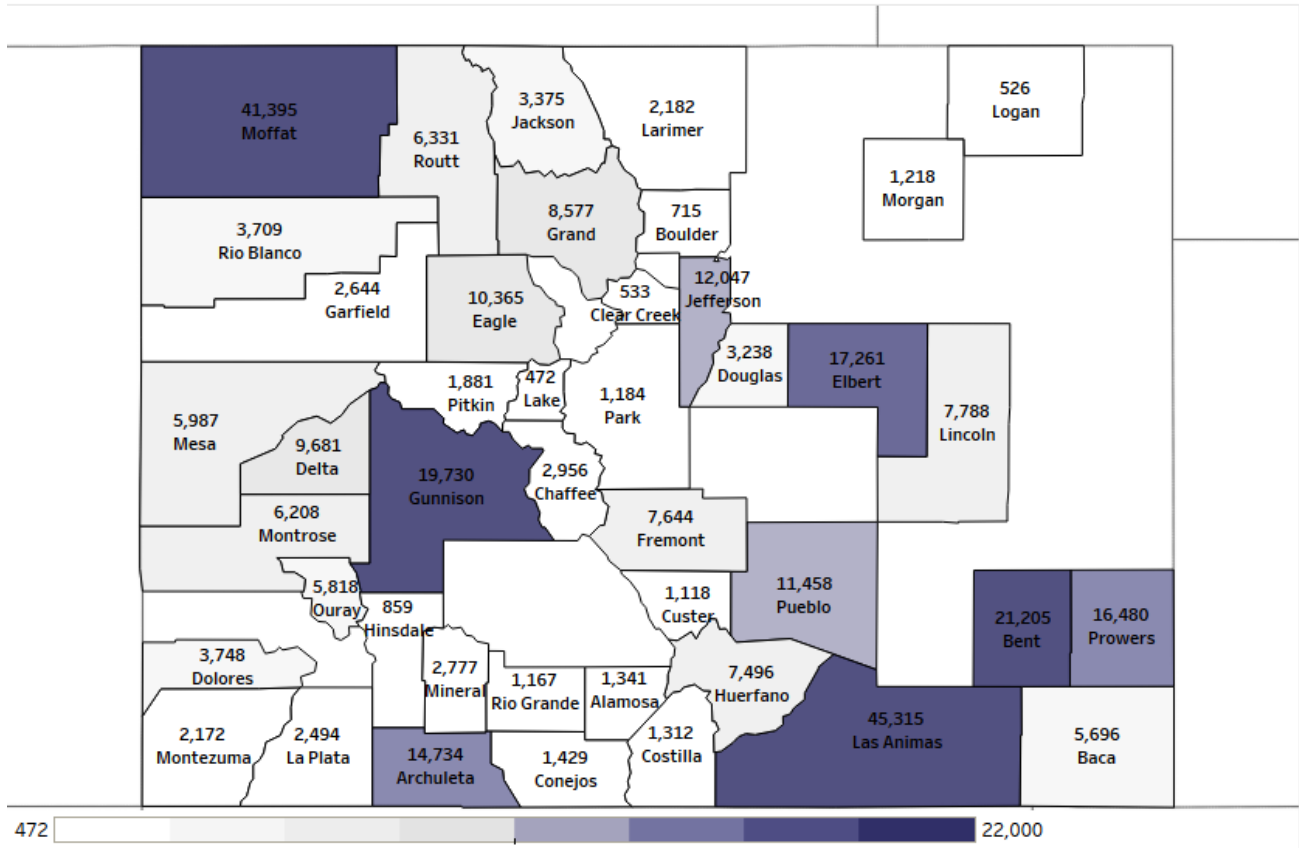 41,395
Moffat
6,331
Routt
3,375
Jackson
2,182
Larimer
526
Logan
1,218
Morgan
3,709
Rio Blanco
8,577
Grand
715
Boulder
2,644
Garfield
10,365
Eagle
533
Clear Creek
12,047
Jefferson
3,238
Douglas
17,261
Elbert
7,788
Lincoln
5,987
Mesa
9,681
Delta
1,881
Pitkin
472
Lake
1,184
Park
19,730
Gunnison
2,956
Chaffee
6,208
Montrose
7,644
Fremont
5,818
Ouray
859
Hinsdale
1,118
Custer
11,458
Pueblo
21,205
Bent
16,480
Prowers
3,748
Dolores
2,777
Mineral
1,167
Rio Grande
1,341
Alamosa
7,496
Huerfano
2,172
Montezuma
2,494
La Plata
14,734
Archuleta
1,429
Conejos
1,312
Costilla
45,315
Las Animas
5,696
Baca
472
22,000